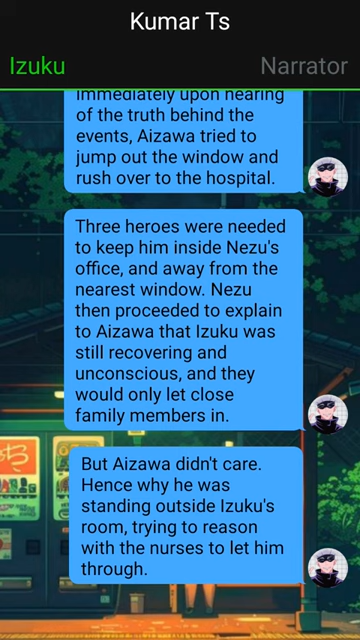 Kumar Ts
Izuku
Narrator
Immediately upon hearing
of the truth behind the
events, Aizawa tried to
jump out the window and
rush over to the hospital.
Three heroes were needed
to keep him inside Nezu's
office, and away from the
nearest window. Nezu
then proceeded to explain
to Aizawa that Izuku was
still recovering and
unconscious, and they
would only let close
family members in.
But Aizawa didn't care.
Hence why he was
standing outside Izuku's
room, trying to reason
with the nurses to let him
through.